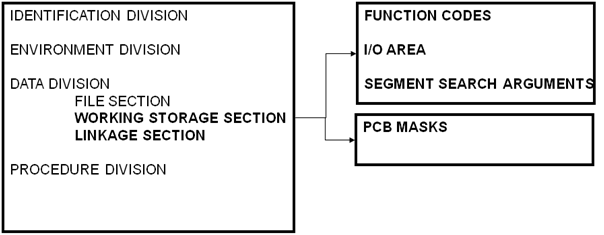 IDENTIFICATION DIVISION
ENVIRONMENT DIVISION
DATA DIVISION
FILE SECTION
WORKING STORAGE SECTION
LINKAGE SECTION
PROCEDURE DIVISION
FUNCTION CODES
I/O AREA
SEGMENT SEARCH ARGUMENTS
PCB MASKS